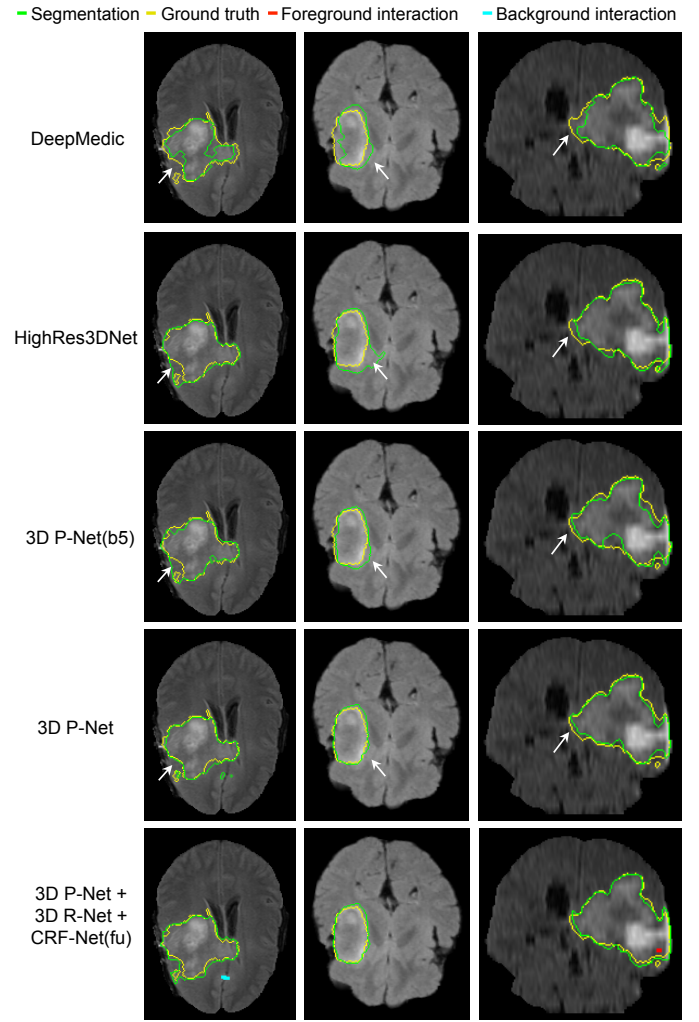 Segmentation Ground truth Foreground interaction Background interaction
DeepMedic
HighRes3DNet
3D P-Net(b5)
3D P-Net
3D P-Net +
3D R-Net +
CRF-Net(fu)